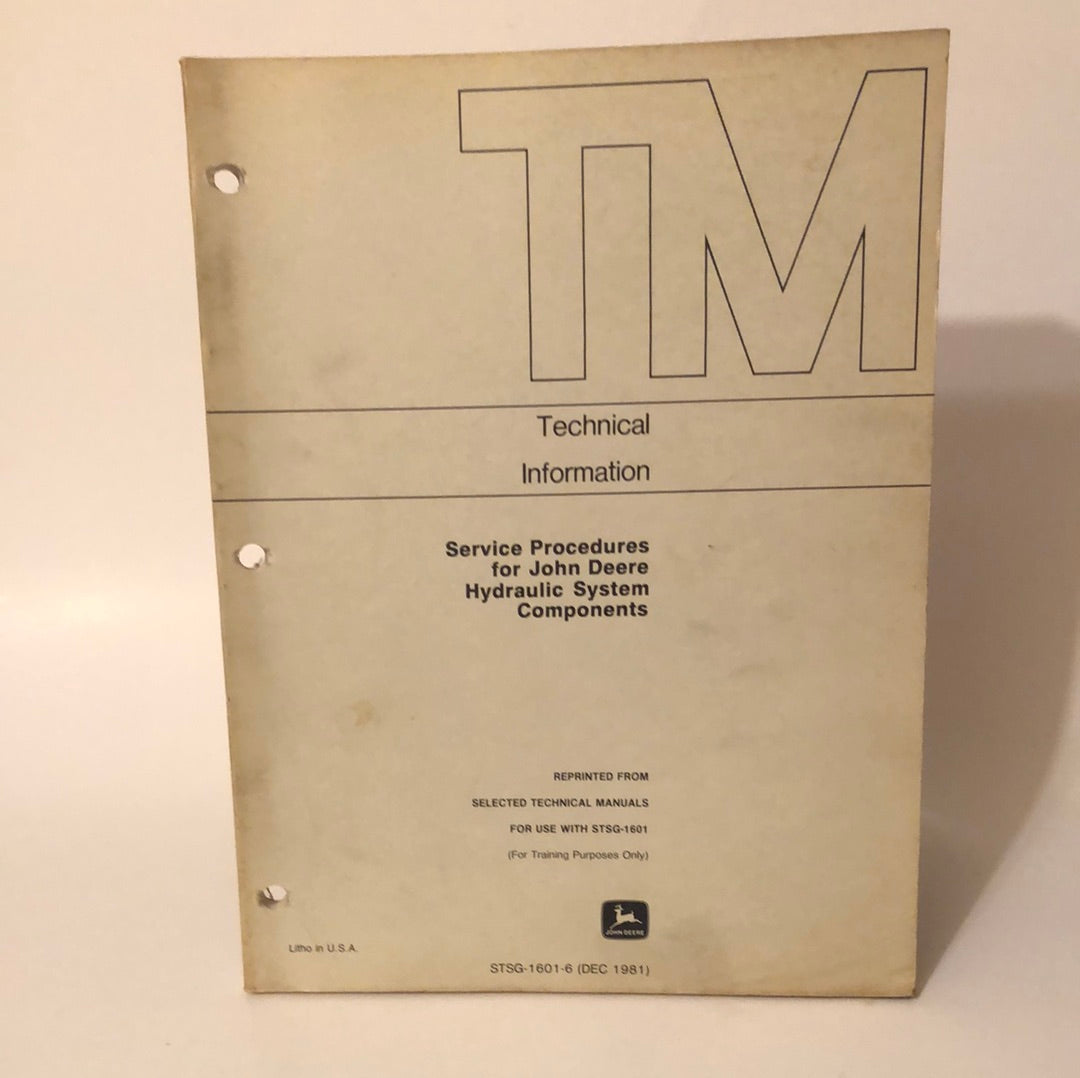 TM
Technical
Information
Service Procedures
for John Deere
Hydraulic System
Components
REPRINTED FROM
SELECTED TECHNICAL MANUALS
FOR USE WITH STSG-1601
(For Training Purposes Only)
JOHN DEERE
Litho in U.S.A.
STSG-1601-6 (DEC 1981)